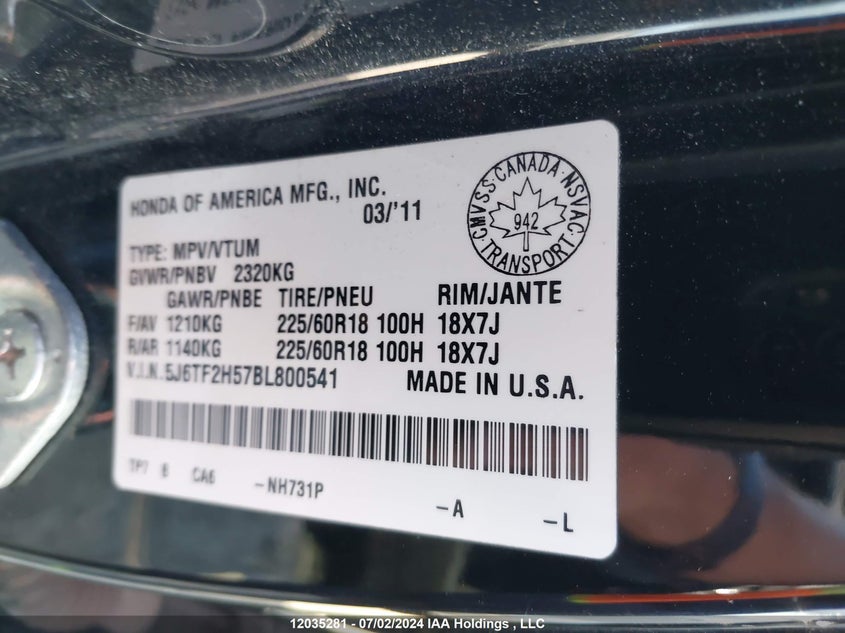 HONDA OF AMERICA MFG., INC.
03/'11
CMVSS · CANADA · NSVAC
942
TRANSPORT
TYPE: MPV/VTUM
GVWR/PNBV 2320KG
GAWR/PNBE TIRE/PNEU RIM/JANTE
F/AV 1210KG 225/60R18 100H 18X7J
R/AR 1140KG 225/60R18 100H 18X7J
V.I.N. 5J6TF2H57BL800541 MADE IN U.S.A.
TP7 B CA6 -NH731P
-A -L
12035281 - 07/02/2024 IAA Holdings , LLC